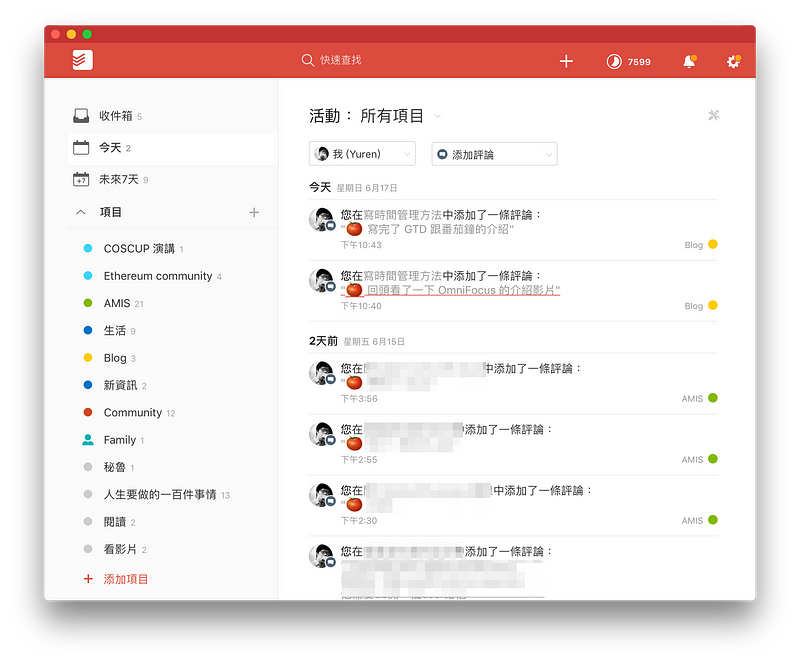 快速查找
7599
收件箱 5
今天 2
+7
未來7天 9
項目
COSCUP 演講 1
Ethereum community 4
AMIS 21
生活 9
Blog 3
新資訊 2
Community 12
Family 1
秘魯 1
人生要做的一百件事情 13
閱讀 2
看影片 2
添加項目
活動： 所有項目
我 (Yuren)
添加評論
今天 星期日 6月17日
您在寫時間管理方法中添加了一條評論：
" 寫完了 GTD 跟番茄鐘的介紹"
下午10:43
Blog
您在寫時間管理方法中添加了一條評論：
" 回頭看了一下 OmniFocus 的介紹影片"
下午10:40
Blog
2天前 星期五 6月15日
您在 中添加了一條評論：
"
下午3:56
AMIS
您在 添加了一條評論：
"
下午2:55
AMIS
您在 中添加了一條評論：
"
下午2:30
AMIS
您在 添加了一條評論：